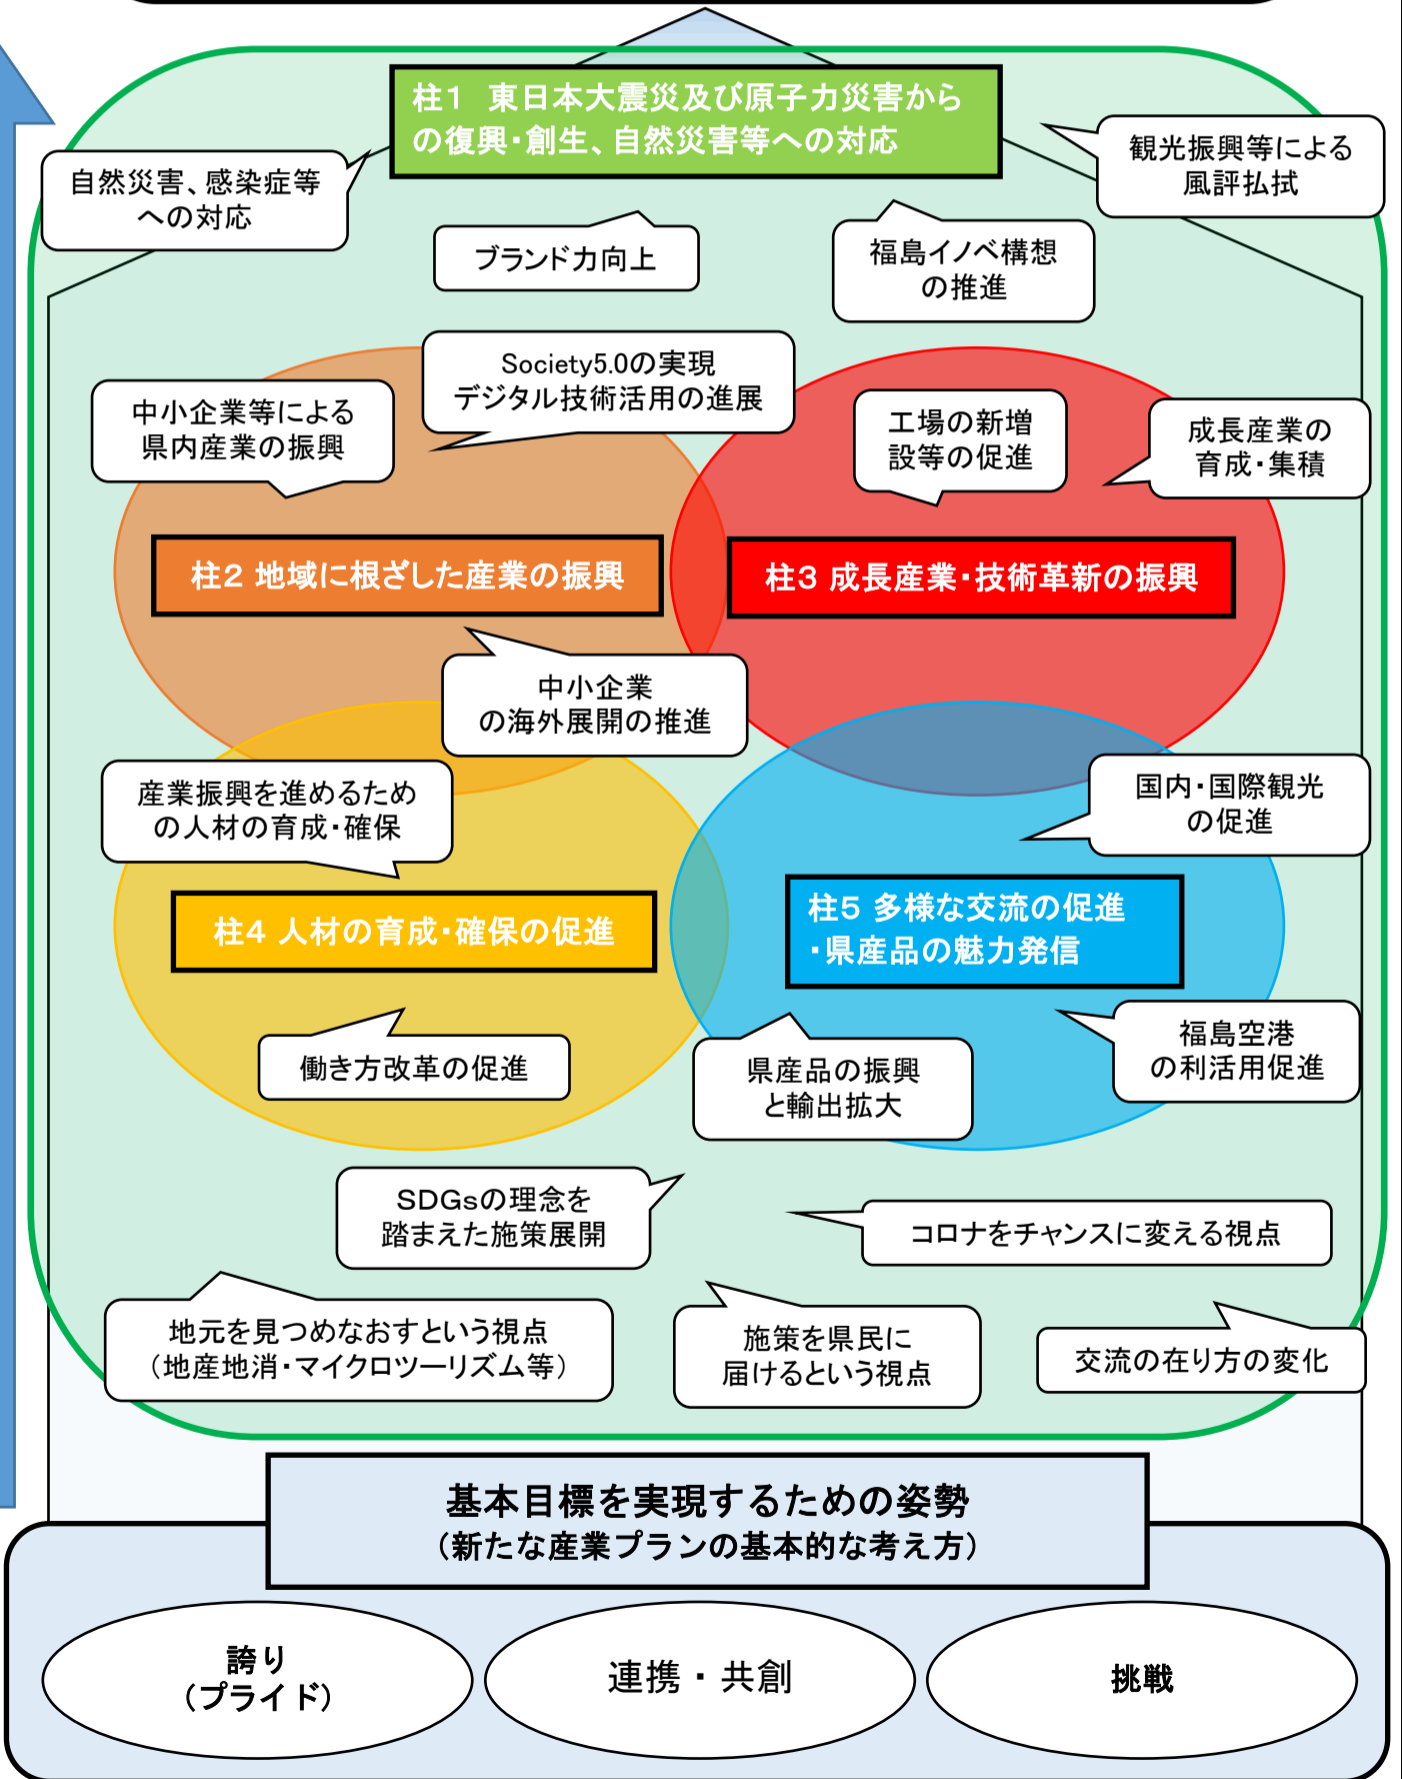 柱1 東日本大震災及び原子力災害から
の復興・創生、自然災害等への対応
自然災害、感染症等
への対応
観光振興等による
風評払拭
ブランド力向上
福島イノベ構想
の推進
Society5.0の実現
デジタル技術活用の進展
中小企業等による
県内産業の振興
工場の新増
設等の促進
成長産業の
育成・集積
柱2 地域に根ざした産業の振興
柱3 成長産業・技術革新の振興
中小企業
の海外展開の推進
産業振興を進めるため
の人材の育成・確保
国内・国際観光
の促進
柱4 人材の育成・確保の促進
柱5 多様な交流の促進
・県産品の魅力発信
働き方改革の促進
県産品の振興
と輸出拡大
福島空港
の利活用促進
SDGsの理念を
踏まえた施策展開
コロナをチャンスに変える視点
地元を見つめなおすという視点
(地産地消・マイクロツーリズム等)
施策を県民に
届けるという視点
交流の在り方の変化
基本目標を実現するための姿勢
(新たな産業プランの基本的な考え方)
誇り
(プライド)
連携・共創
挑戦